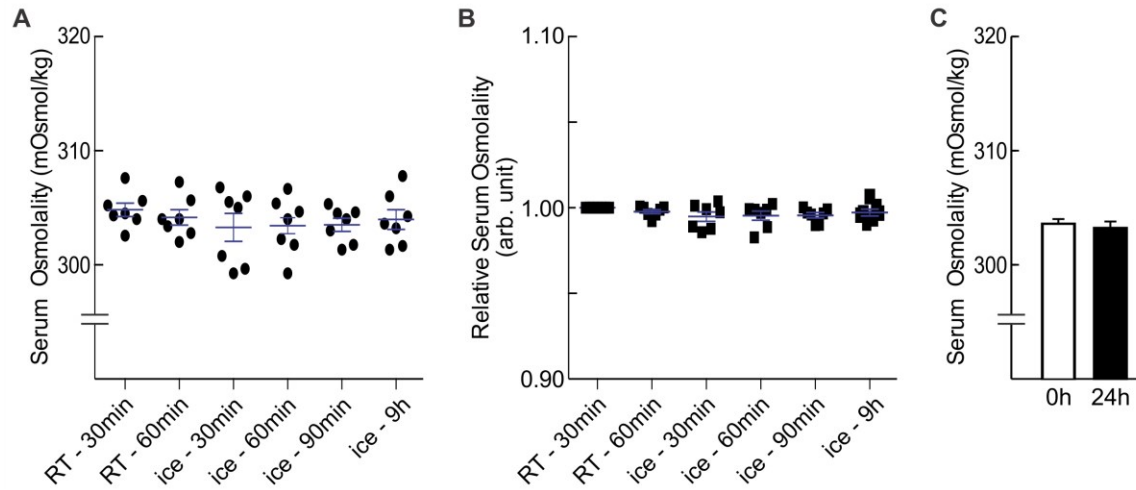 A
Serum Osmolality (mOsmol/kg)
320
310
300
RT - 30min
RT - 60min
ice - 30min
ice - 60min
ice - 90min
ice - 9h
B
Relative Serum Osmolality
(arb. unit)
1.10
1.00
0.90
RT - 30min
RT - 60min
ice - 30min
ice - 60min
ice - 90min
ice - 9h
C
Serum Osmolality (mOsmol/kg)
320
310
300
0h
24h